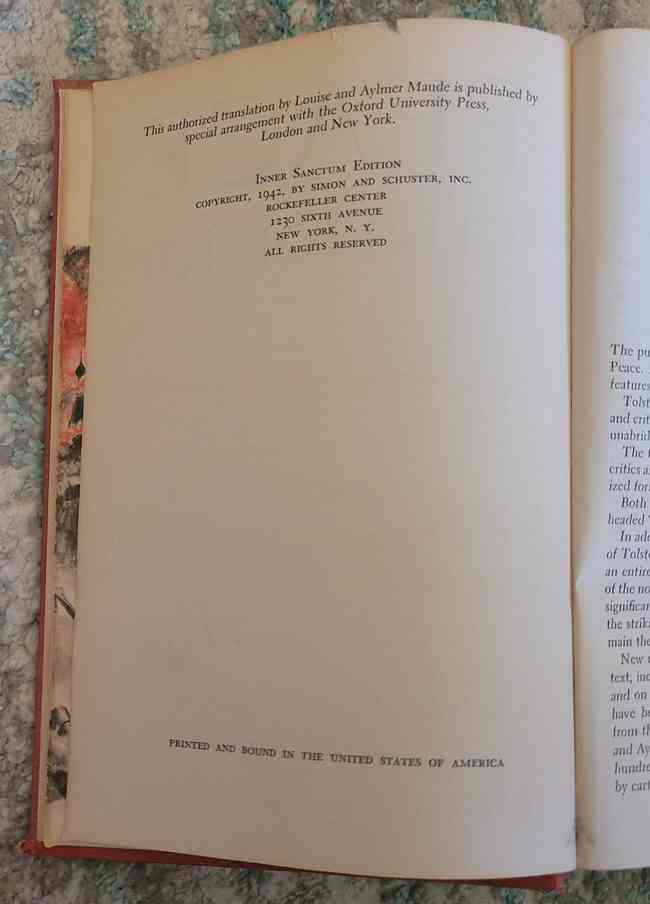 This authorized translation by Louise and Aylmer Maude is published by
special arrangement with the Oxford University Press,
London and New York.
Inner Sanctum Edition
COPYRIGHT, 1942, BY SIMON AND SCHUSTER, INC.
ROCKEFELLER CENTER
1230 SIXTH AVENUE
NEW YORK, N. Y.
ALL RIGHTS RESERVED
PRINTED AND BOUND IN THE UNITED STATES OF AMERICA
The pu
Peace.
features
Tolst
and crit
unabrid
The
critics a
ized for
Both
headed
In add
of Tolst
an entire
of the no
significan
the strik
main the
New
text, inc
and on
have be
from th
and Ay
hundre
by cart